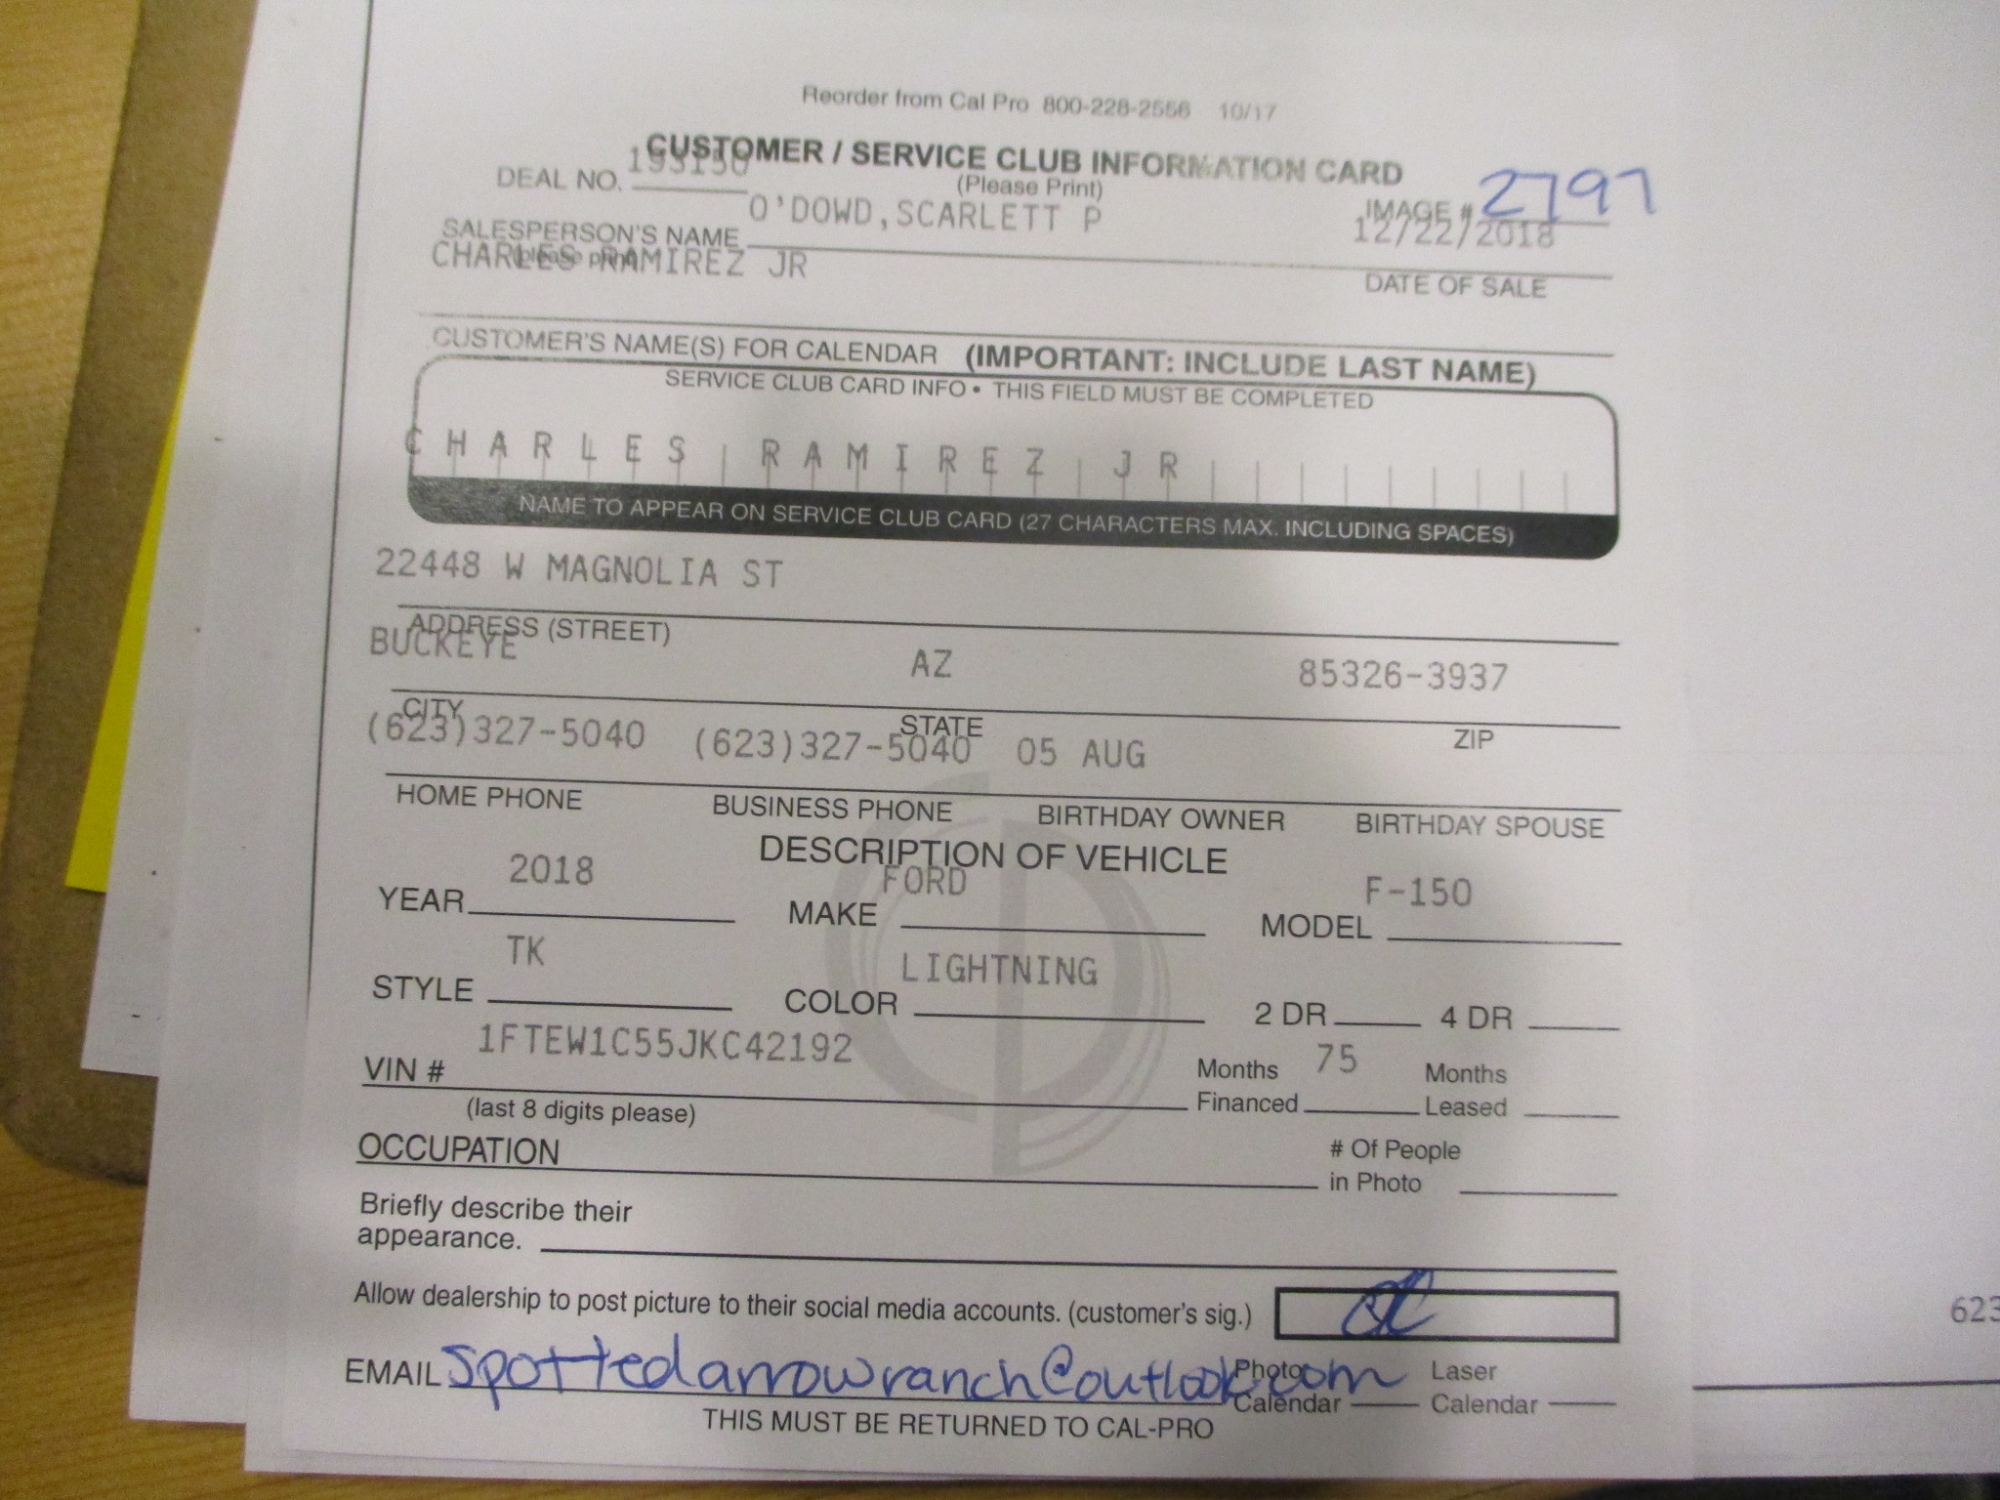 Reorder from Cal Pro 800-228-2556 10/17
CUSTOMER / SERVICE CLUB INFORMATION CARD
(Please Print)
DEAL NO. 193150
IMAGE # 2797
SALESPERSON'S NAME O'DOWD,SCARLETT P
(please print)
12/22/2018
DATE OF SALE
CHARLES RAMIREZ JR
CUSTOMER'S NAME(S) FOR CALENDAR (IMPORTANT: INCLUDE LAST NAME)
SERVICE CLUB CARD INFO • THIS FIELD MUST BE COMPLETED
CHARLES RAMIREZ JR
NAME TO APPEAR ON SERVICE CLUB CARD (27 CHARACTERS MAX. INCLUDING SPACES)
22448 W MAGNOLIA ST
ADDRESS (STREET)
BUCKEYE AZ 85326-3937
CITY STATE ZIP
(623)327-5040 (623)327-5040 05 AUG
HOME PHONE BUSINESS PHONE BIRTHDAY OWNER BIRTHDAY SPOUSE
DESCRIPTION OF VEHICLE
YEAR 2018 MAKE FORD MODEL F-150
STYLE TK COLOR LIGHTNING 2 DR 4 DR
VIN # 1FTEW1C55JKC42192 Months Financed 75 Months Leased
(last 8 digits please)
OCCUPATION # Of People in Photo
Briefly describe their
appearance.
Allow dealership to post picture to their social media accounts. (customer's sig.)
EMAIL spottedarrowranch@outlook.com Photo Calendar Laser Calendar
THIS MUST BE RETURNED TO CAL-PRO
623